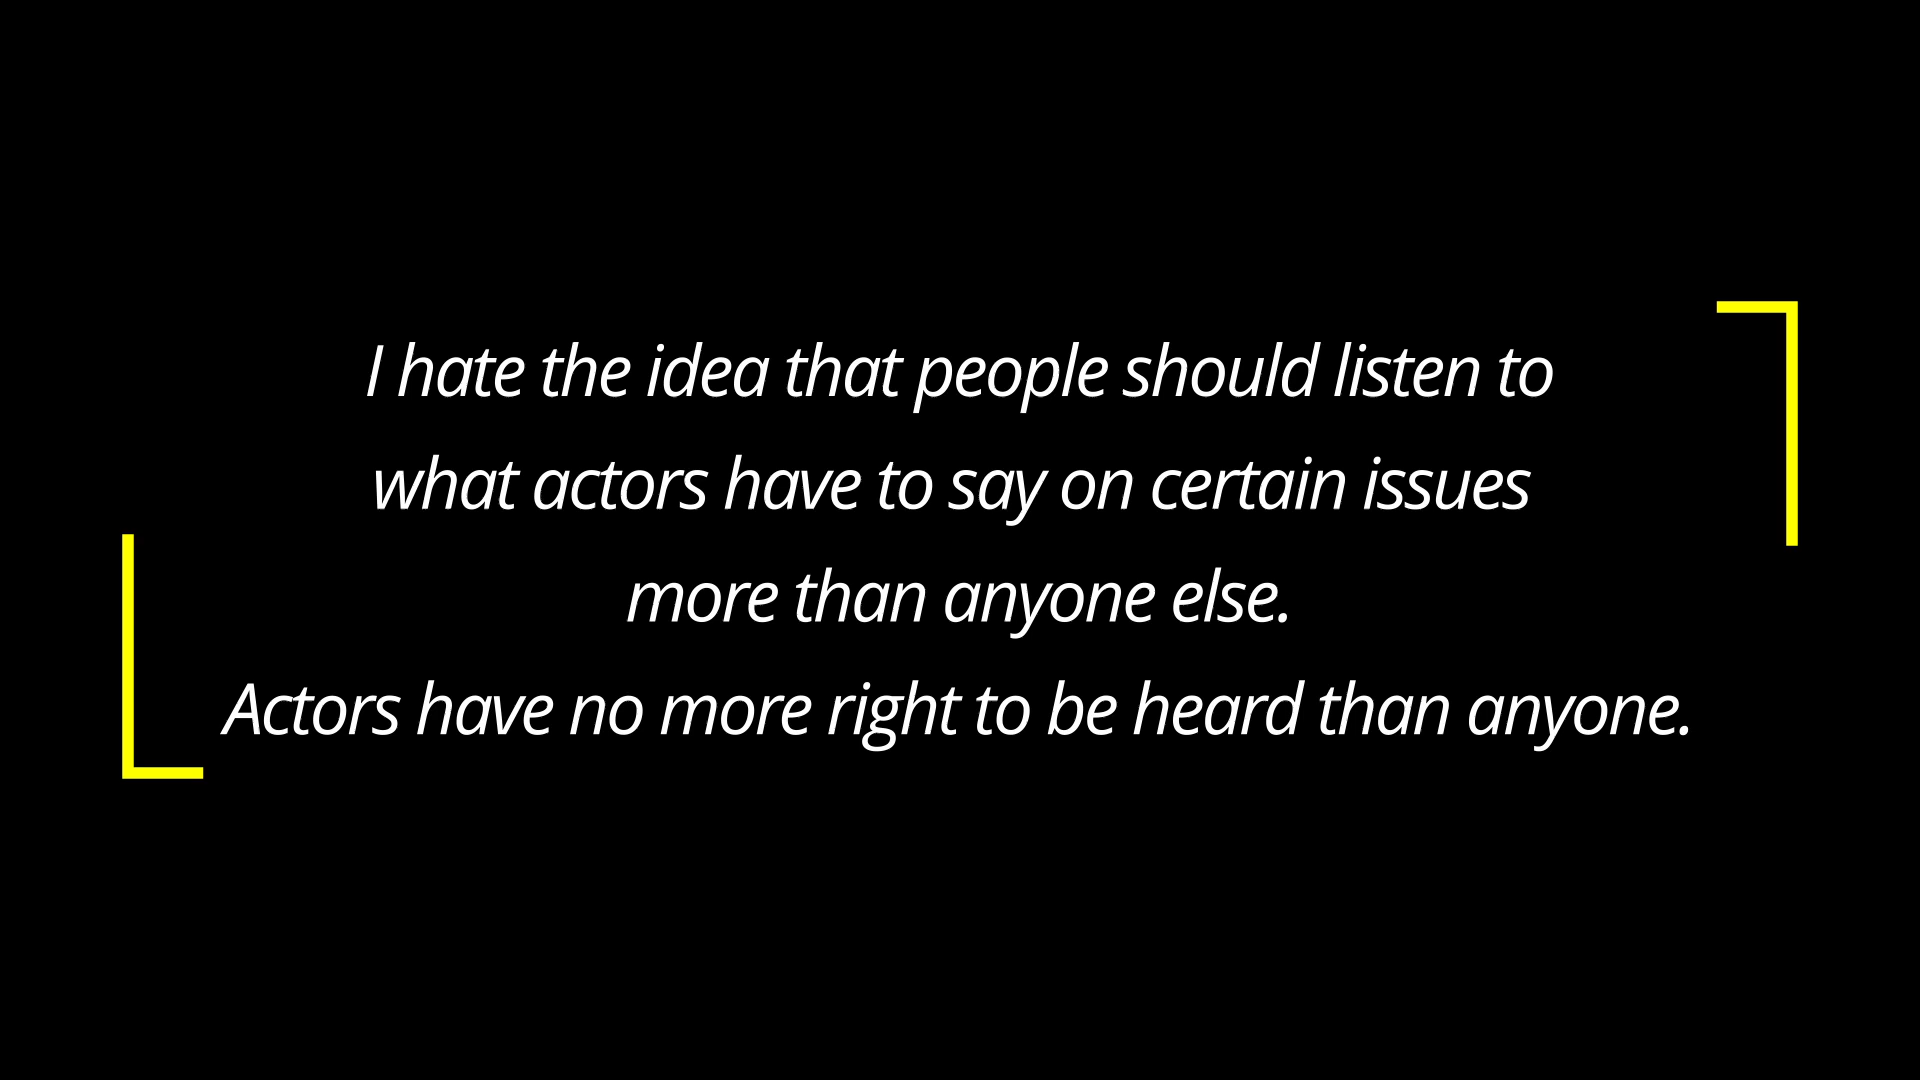 I hate the idea that people should listen to
what actors have to say on certain issues
more than anyone else.
Actors have no more right to be heard than anyone.